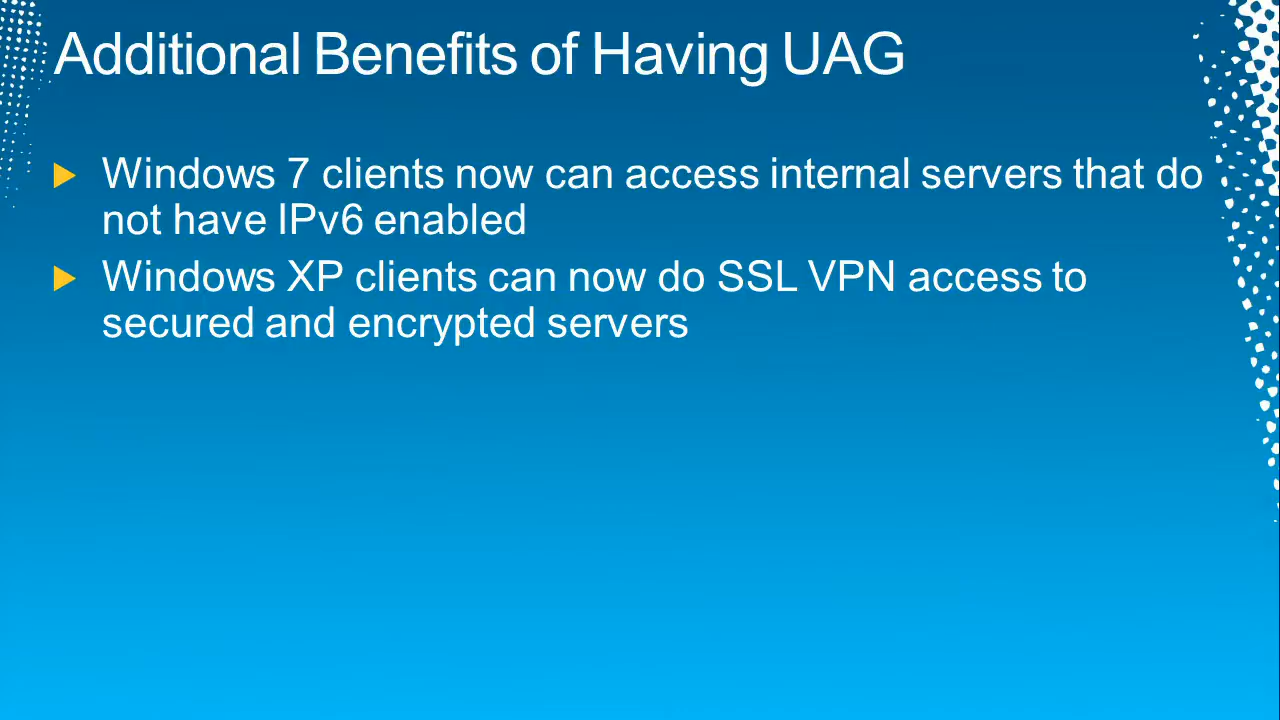 Additional Benefits of Having UAG
Windows 7 clients now can access internal servers that do
not have IPv6 enabled
Windows XP clients can now do SSL VPN access to
secured and encrypted servers